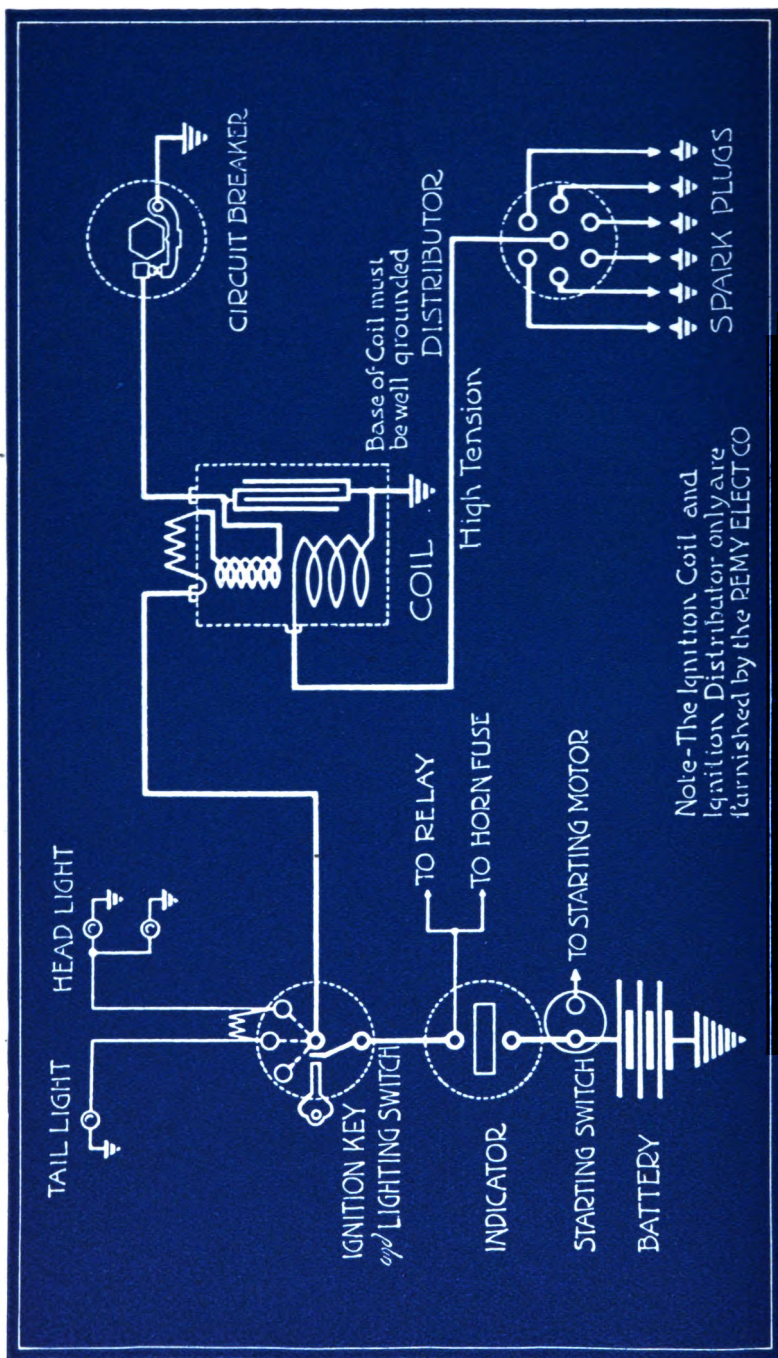 TAIL LIGHT
HEAD LIGHT
CIRCUIT BREAKER
IGNITION KEY
and LIGHTING SWITCH
COIL
Base of Coil must
be well grounded
DISTRIBUTOR
High Tension
INDICATOR
TO RELAY
TO HORN FUSE
STARTING SWITCH
TO STARTING MOTOR
BATTERY
SPARK PLUGS
Note-The Ignition Coil and
Ignition Distributor only are
furnished by the REMY ELECT CO